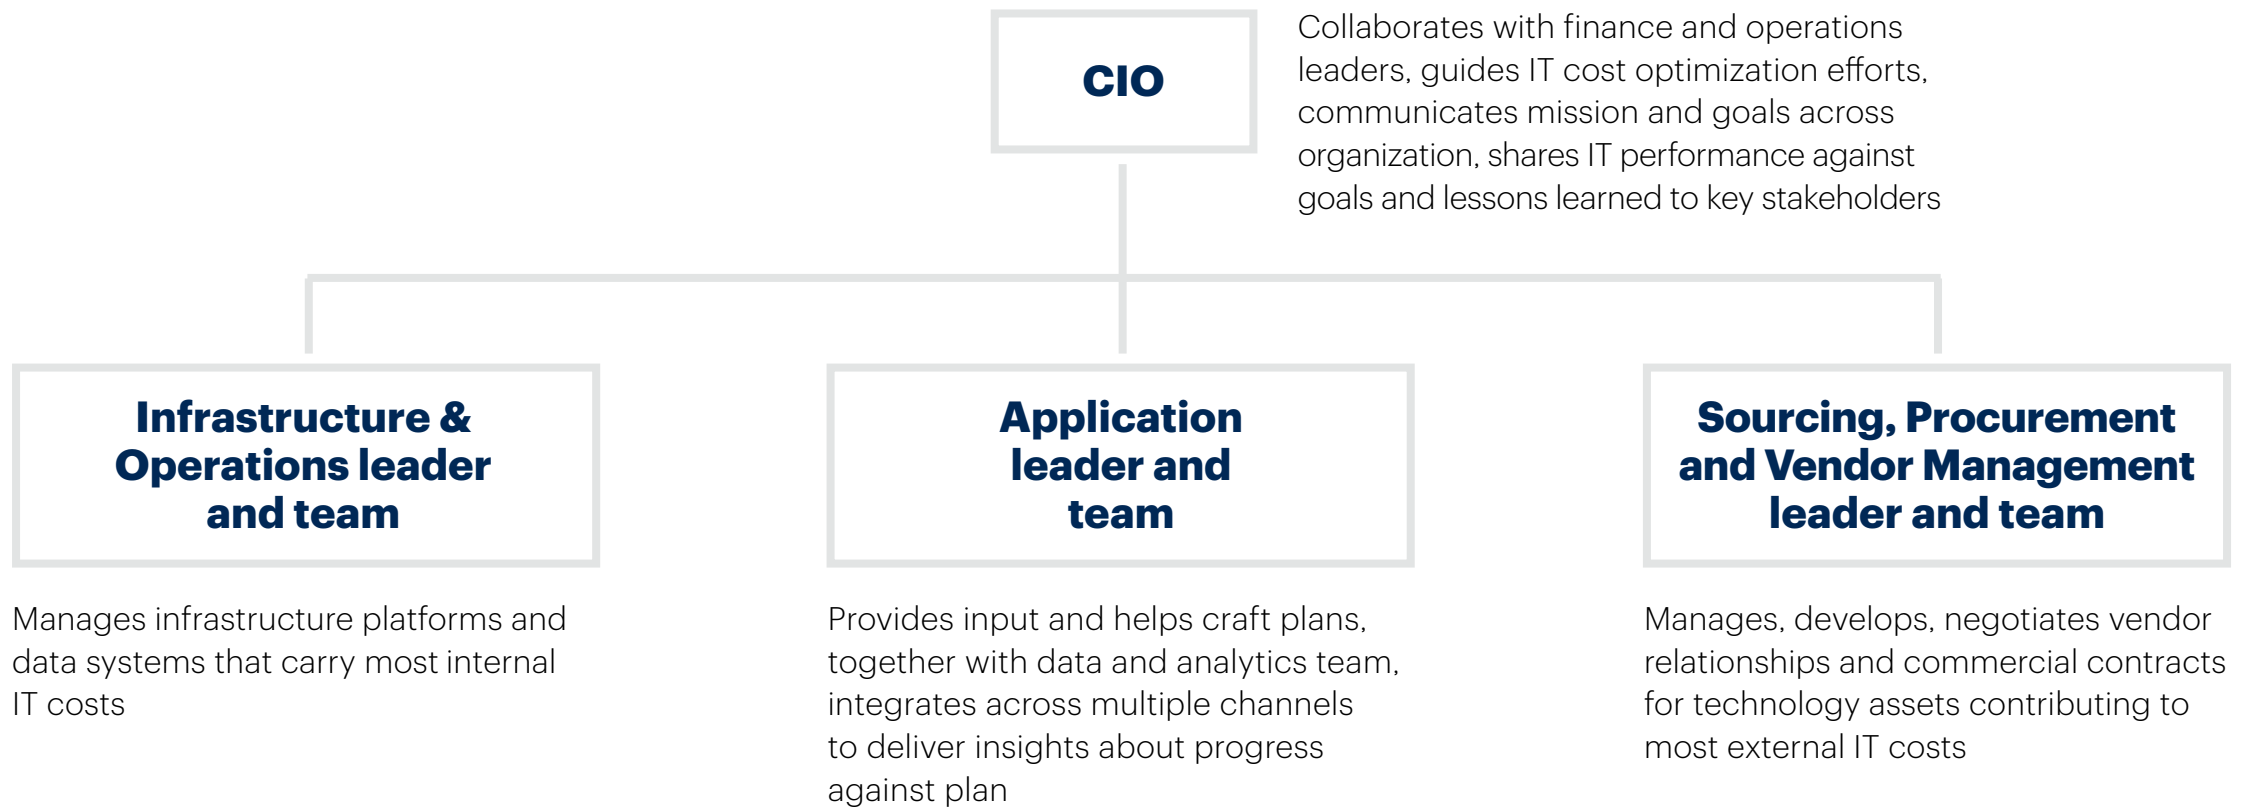 CIO
Collaborates with finance and operations
leaders, guides IT cost optimization efforts,
communicates mission and goals across
organization, shares IT performance against
goals and lessons learned to key stakeholders
Infrastructure &
Operations leader
and team
Manages infrastructure platforms and
data systems that carry most internal
IT costs
Application
leader and
team
Provides input and helps craft plans,
together with data and analytics team,
integrates across multiple channels
to deliver insights about progress
against plan
Sourcing, Procurement
and Vendor Management
leader and team
Manages, develops, negotiates vendor
relationships and commercial contracts
for technology assets contributing to
most external IT costs